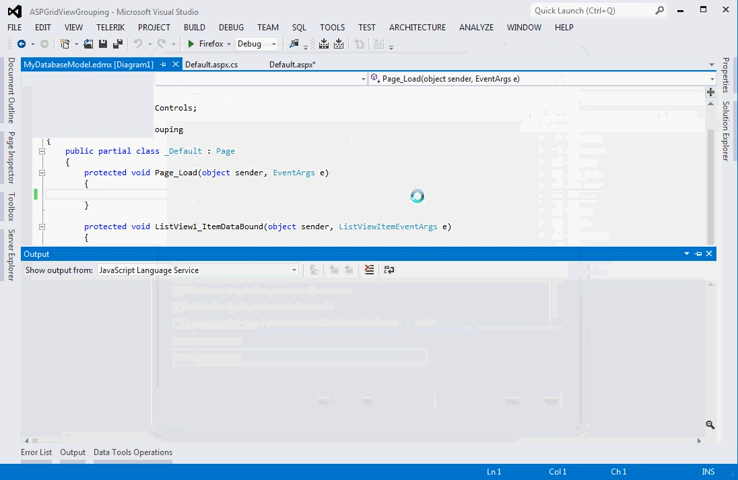 ASPGridViewGrouping - Microsoft Visual Studio
Quick Launch (Ctrl+Q)
FILE EDIT VIEW TELERIK PROJECT BUILD DEBUG TEAM SQL TOOLS TEST ARCHITECTURE ANALYZE WINDOW HELP
Firefox Debug
MyDatabaseModel.edmx [Diagram1] Default.aspx.cs Default.aspx*
Page_Load(object sender, EventArgs e)
Controls;
ouping
{
public partial class _Default : Page
{
protected void Page_Load(object sender, EventArgs e)
{
}
protected void ListView1_ItemDataBound(object sender, ListViewItemEventArgs e)
{
Document Outline
Page Inspector
Toolbox
Server Explorer
Properties
Solution Explorer
Output
Show output from: JavaScript Language Service
Error List Output Data Tools Operations
Ln 1 Col 1 Ch 1 INS